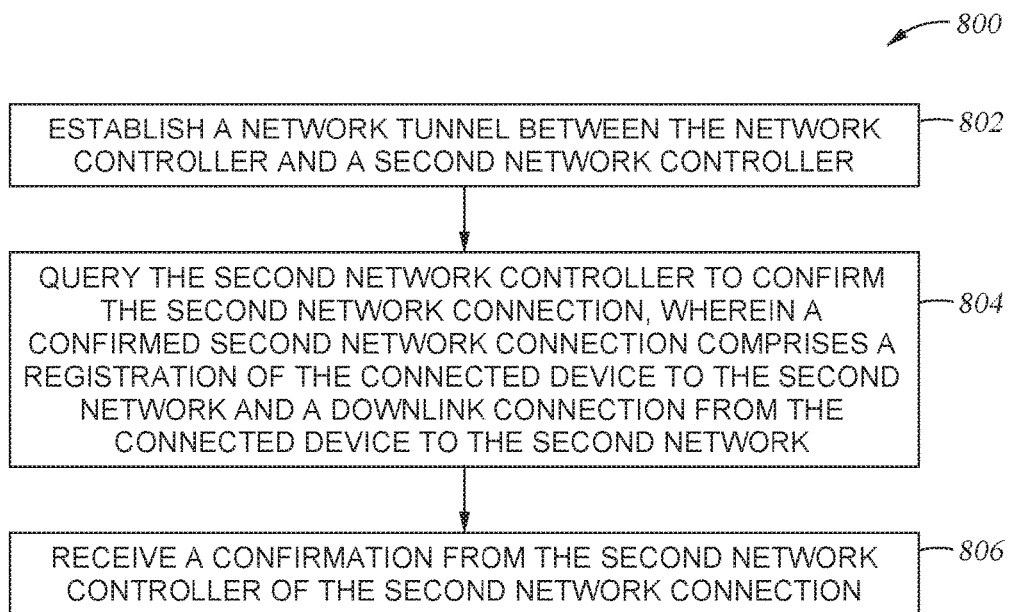 800
ESTABLISH A NETWORK TUNNEL BETWEEN THE NETWORK
CONTROLLER AND A SECOND NETWORK CONTROLLER
802
QUERY THE SECOND NETWORK CONTROLLER TO CONFIRM
THE SECOND NETWORK CONNECTION, WHEREIN A
CONFIRMED SECOND NETWORK CONNECTION COMPRISES A
REGISTRATION OF THE CONNECTED DEVICE TO THE SECOND
NETWORK AND A DOWNLINK CONNECTION FROM THE
CONNECTED DEVICE TO THE SECOND NETWORK
804
RECEIVE A CONFIRMATION FROM THE SECOND NETWORK
CONTROLLER OF THE SECOND NETWORK CONNECTION
806